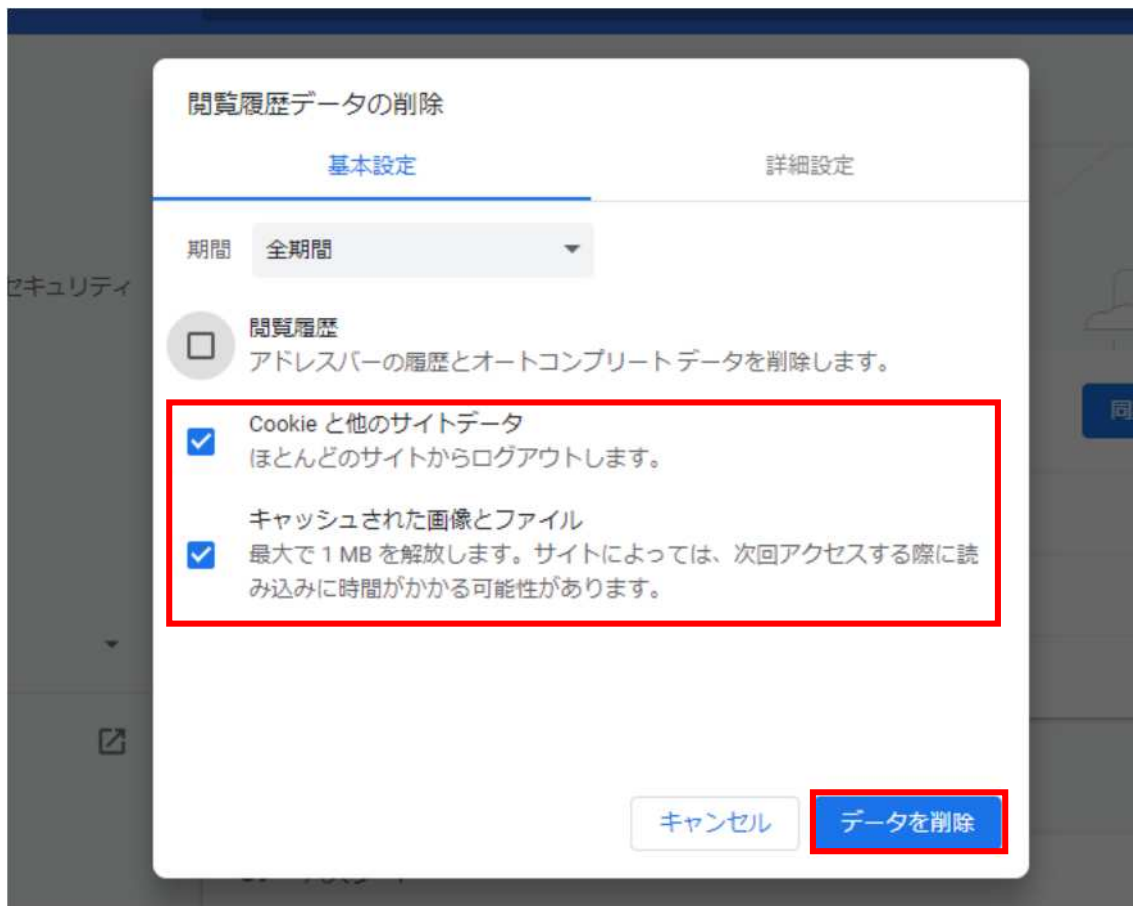 閲覧履歴データの削除
基本設定
詳細設定
期間
全期間
セキュリティ
閲覧履歴
アドレスバーの履歴とオートコンプリート データを削除します。
Cookie と他のサイトデータ
ほとんどのサイトからログアウトします。
同
キャッシュされた画像とファイル
最大で 1 MB を解放します。サイトによっては、次回アクセスする際に読
み込みに時間がかかる可能性があります。
キャンセル
データを削除